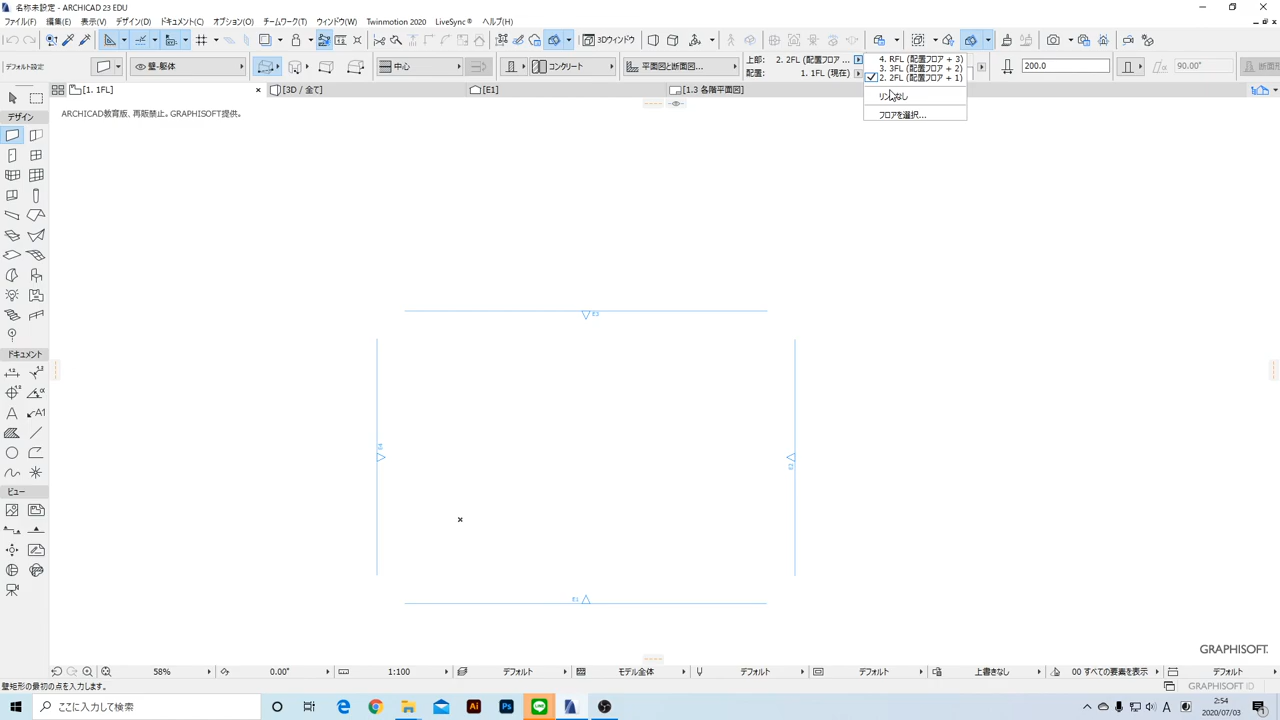 名称未設定 - ARCHICAD 23 EDU
ファイル(F) 編集(E) 表示(V) デザイン(D) ドキュメント(C) オプション(O) チームワーク(T) ウィンドウ(W) Twinmotion 2020 LiveSync® ヘルプ(H)
3Dウィンドウ
デフォルト設定 壁-躯体 中心 コンクリート 平面図と断面図... 上部: 2. 2FL (配置フロア ... 200.0 90.00°
配置: 1. 1FL (現在)
4. RFL (配置フロア + 3)
3. 3FL (配置フロア + 2)
2. 2FL (配置フロア + 1)
リンクなし
フロアを選択...
[1. 1FL] [3D / 全て] [E1] [1.3 各階平面図]
ARCHICAD教育版、再販禁止。GRAPHISOFT提供。
デザイン
ドキュメント
ビュー
E3
E4
E2
E1
GRAPHISOFT.
58% 0.00° 1:100 デフォルト モデル全体 デフォルト デフォルト 上書きなし 00 すべての要素を表示 デフォルト
壁矩形の最初の点を入力します。
GRAPHISOFT ID
ここに入力して検索
A 2:54
2020/07/03